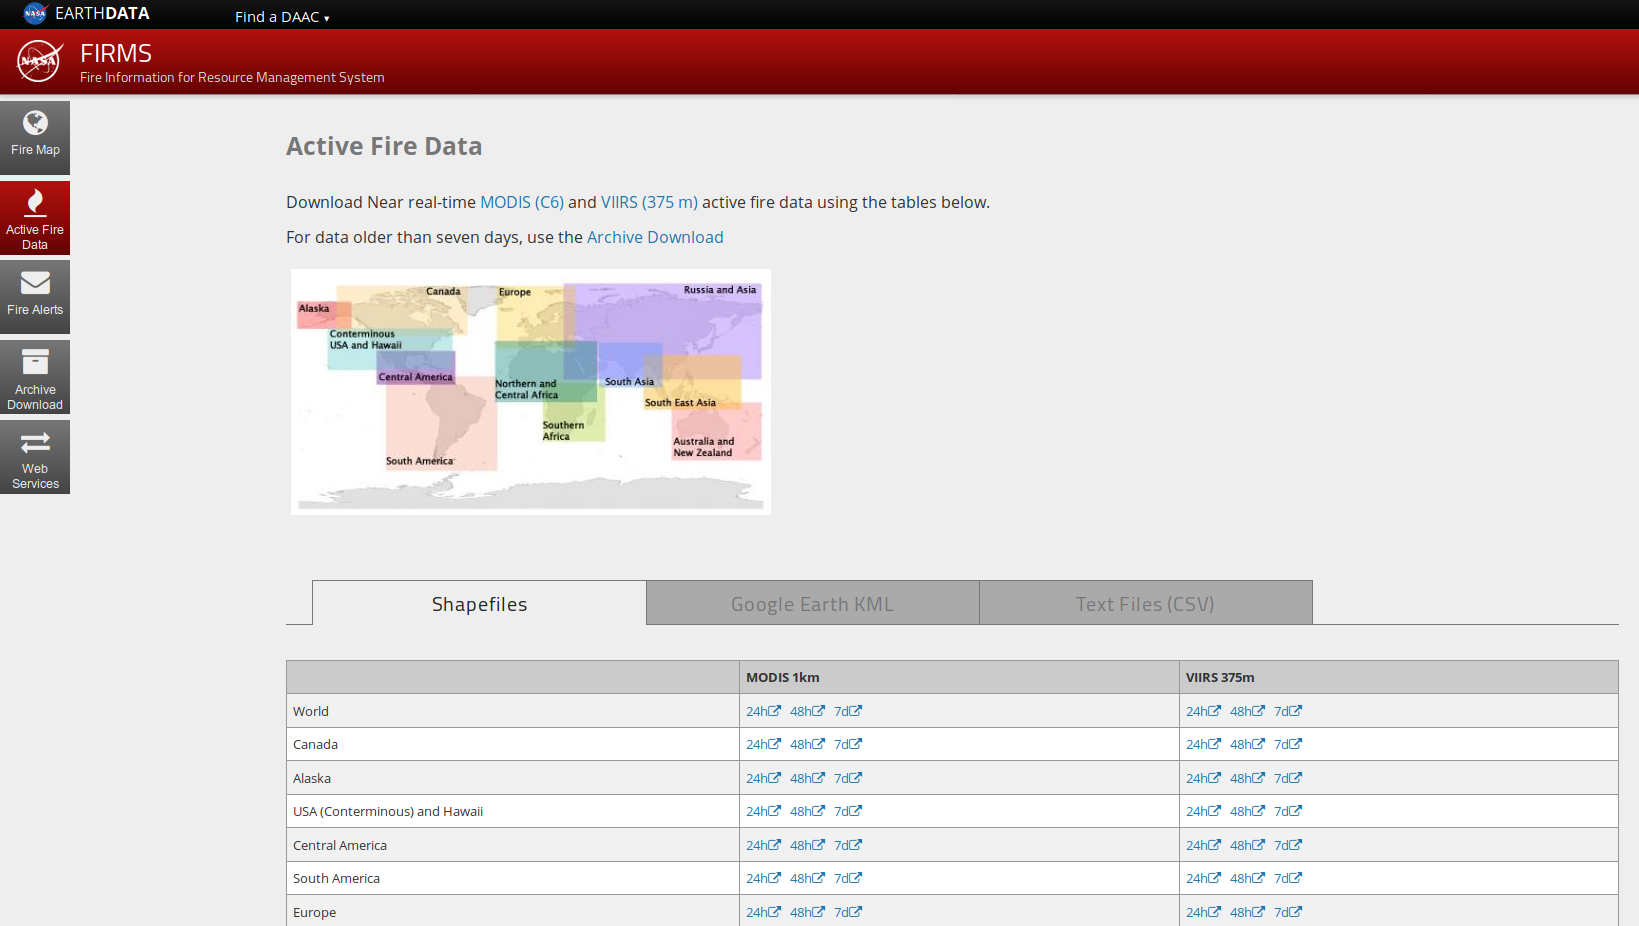 NASA EARTHDATA
Find a DAAC ▾
NASA
FIRMS
Fire Information for Resource Management System
Fire Map
Active Fire
Data
Fire Alerts
Archive
Download
Web
Services
Active Fire Data
Download Near real-time MODIS (C6) and VIIRS (375 m) active fire data using the tables below.
For data older than seven days, use the Archive Download
Canada
Europe
Russia and Asia
Alaska
Conterminous
USA and Hawaii
Central America
Northern and
Central Africa
South Asia
South East Asia
Southern
Africa
Australia and
New Zealand
South America
Shapefiles Google Earth KML Text Files (CSV)
MODIS 1km VIIRS 375m
World 24h 48h 7d 24h 48h 7d
Canada 24h 48h 7d 24h 48h 7d
Alaska 24h 48h 7d 24h 48h 7d
USA (Conterminous) and Hawaii 24h 48h 7d 24h 48h 7d
Central America 24h 48h 7d 24h 48h 7d
South America 24h 48h 7d 24h 48h 7d
Europe 24h 48h 7d 24h 48h 7d